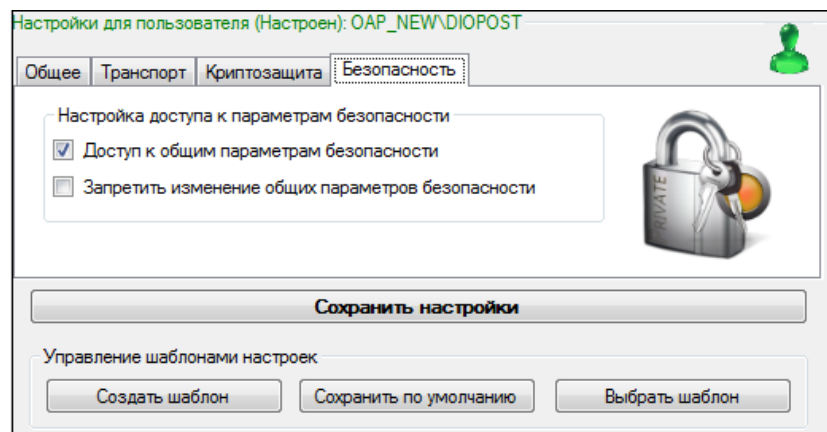 Настройки для пользователя (Настроен): OAP_NEW\DIOPOST
Общее Транспорт Криптозащита Безопасность
Настройка доступа к параметрам безопасности
Доступ к общим параметрам безопасности
Запретить изменение общих параметров безопасности
PRIVATE
Сохранить настройки
Управление шаблонами настроек
Создать шаблон Сохранить по умолчанию Выбрать шаблон